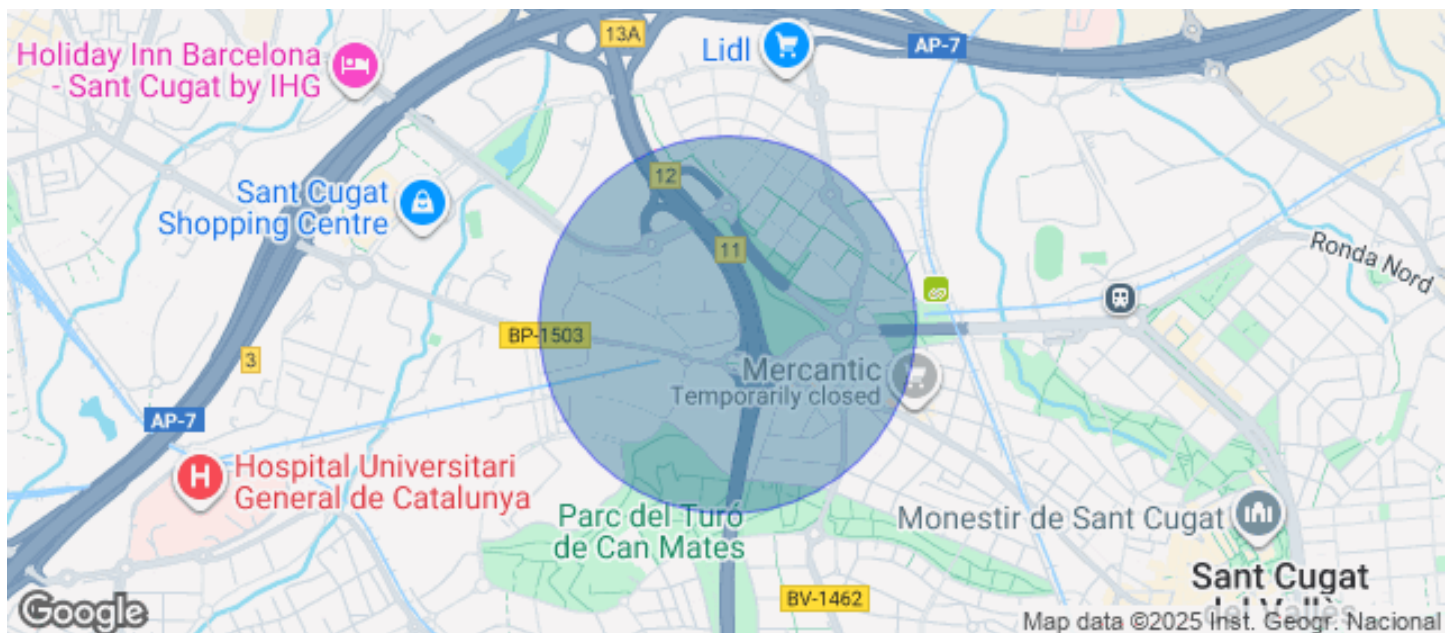 13A
Lidl
AP-7
Holiday Inn Barcelona
- Sant Cugat by IHG
12
Sant Cugat
Shopping Centre
11
Ronda Nord
BP-1503
3
Mercantic
Temporarily closed
AP-7
H
Hospital Universitari
General de Catalunya
Parc del Turó
de Can Mates
Monestir de Sant Cugat
Sant Cugat
del Vallès
BV-1462
Google
Map data ©2025 Inst. Geogr. Nacional